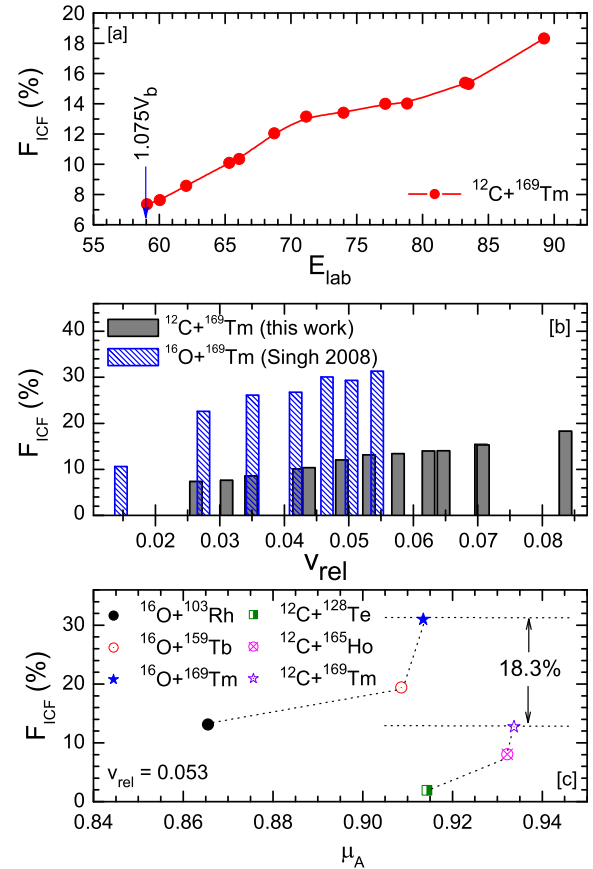 [a]
18
16
14
12
10
8
6
F_ICF (%)
1.075V_b
¹²C+¹⁶⁹Tm
55 60 65 70 75 80 85 90
E_lab
40
30
20
10
0
F_ICF (%)
¹²C+¹⁶⁹Tm (this work)
[b]
¹⁶O+¹⁶⁹Tm (Singh 2008)
0.02 0.03 0.04 0.05 0.06 0.07 0.08
v_rel
30
20
10
0
F_ICF (%)
¹⁶O+¹⁰³Rh ¹²C+¹²⁸Te
¹⁶O+¹⁵⁹Tb ¹²C+¹⁶⁵Ho
¹⁶O+¹⁶⁹Tm ¹²C+¹⁶⁹Tm
18.3%
v_rel = 0.053
[c]
0.84 0.86 0.88 0.90 0.92 0.94
μ_A